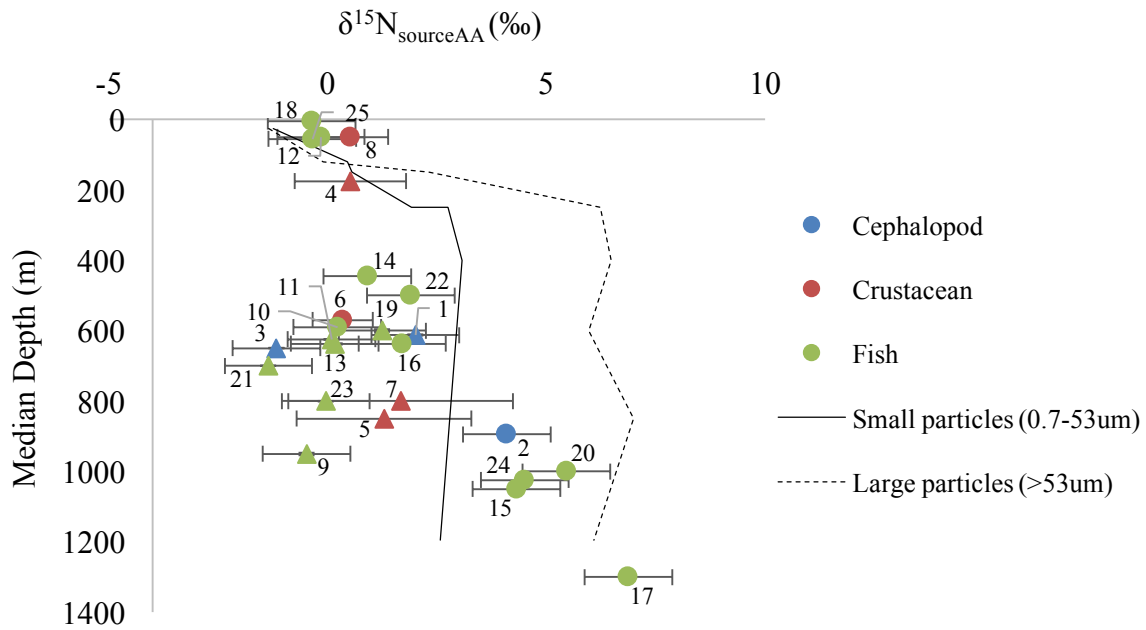 δ¹⁵N_sourceAA (‰)
-5 0 5 10
0
18 25
12 8
200
4
400
14
11 22
10 6 19 1
600
3
13 16
21
23 7
800
5
2
9 24 20
1000
15
1200
17
1400
Median Depth (m)
Cephalopod
Crustacean
Fish
Small particles (0.7-53um)
Large particles (>53um)